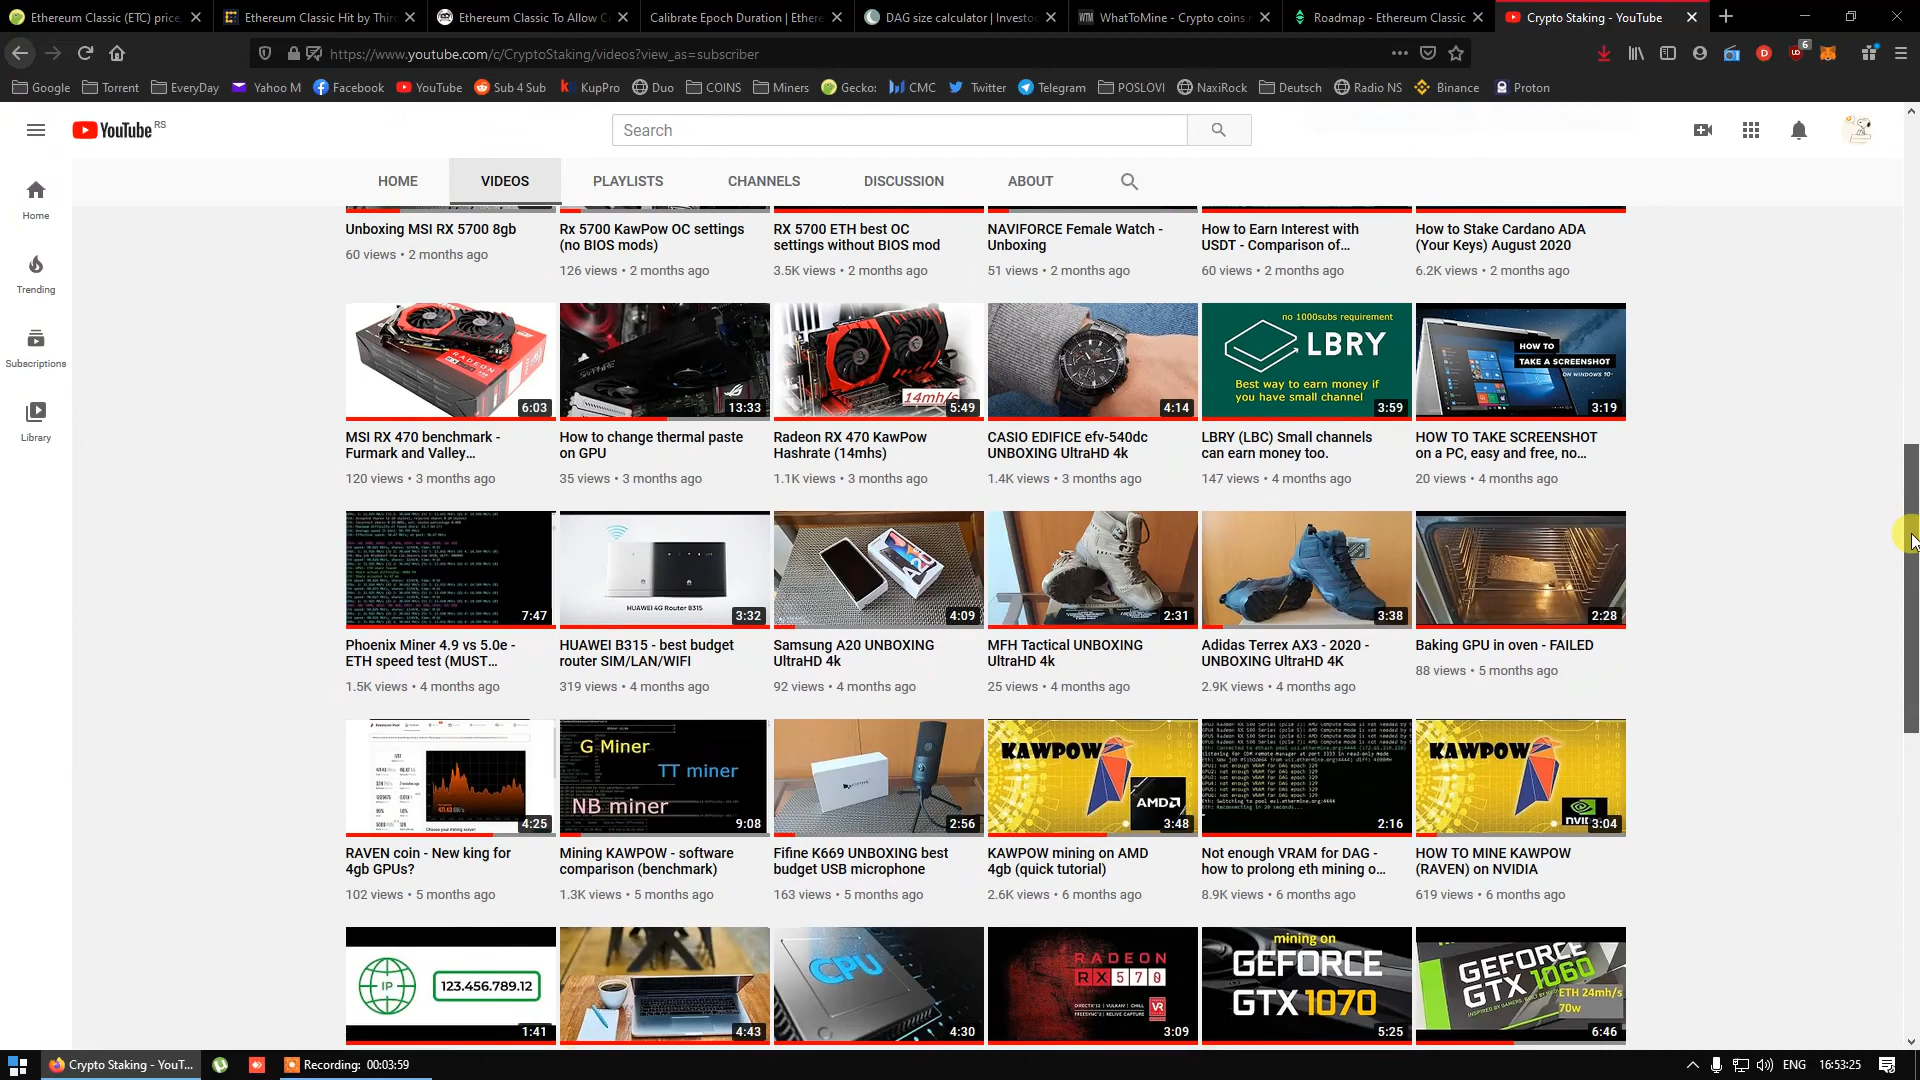 Ethereum Classic (ETC) price,
Ethereum Classic Hit by Thir
Ethereum Classic To Allow C
Calibrate Epoch Duration | Ethere
DAG size calculator | Investo
WTM WhatToMine - Crypto coins
Roadmap - Ethereum Classic
Crypto Staking - YouTube
https://www.youtube.com/c/CryptoStaking/videos?view_as=subscriber
6
Google Torrent EveryDay Yahoo M Facebook YouTube Sub 4 Sub KupPro Duo COINS Miners Gecko: CMC Twitter Telegram POSLOVI NaxiRock Deutsch Radio NS Binance Proton
YouTube RS
Search
HOME VIDEOS PLAYLISTS CHANNELS DISCUSSION ABOUT
Home
Trending
Subscriptions
Library
Unboxing MSI RX 5700 8gb
60 views • 2 months ago
Rx 5700 KawPow OC settings
(no BIOS mods)
126 views • 2 months ago
RX 5700 ETH best OC
settings without BIOS mod
3.5K views • 2 months ago
NAVIFORCE Female Watch -
Unboxing
51 views • 2 months ago
How to Earn Interest with
USDT - Comparison of...
60 views • 2 months ago
How to Stake Cardano ADA
(Your Keys) August 2020
6.2K views • 2 months ago
RADEON
6:03
MSI RX 470 benchmark -
Furmark and Valley...
120 views • 3 months ago
SAPPHIRE
13:33
How to change thermal paste
on GPU
35 views • 3 months ago
14mh/s
5:49
Radeon RX 470 KawPow
Hashrate (14mhs)
1.1K views • 3 months ago
4:14
CASIO EDIFICE efv-540dc
UNBOXING UltraHD 4k
1.4K views • 3 months ago
no 1000subs requirement
LBRY
Best way to earn money if
you have small channel
3:59
LBRY (LBC) Small channels
can earn money too.
147 views • 4 months ago
HOW TO
TAKE A SCREENSHOT
ON WINDOWS 10
3:19
HOW TO TAKE SCREENSHOT
on a PC, easy and free, no...
20 views • 4 months ago
7:47
Phoenix Miner 4.9 vs 5.0e -
ETH speed test (MUST...
1.5K views • 4 months ago
HUAWEI 4G Router B315
3:32
HUAWEI B315 - best budget
router SIM/LAN/WIFI
319 views • 4 months ago
4:09
Samsung A20 UNBOXING
UltraHD 4k
92 views • 4 months ago
2:31
MFH Tactical UNBOXING
UltraHD 4k
25 views • 4 months ago
3:38
Adidas Terrex AX3 - 2020 -
UNBOXING UltraHD 4K
2.9K views • 4 months ago
2:28
Baking GPU in oven - FAILED
88 views • 5 months ago
4:25
RAVEN coin - New king for
4gb GPUs?
102 views • 5 months ago
G Miner
TT miner
NB miner
9:08
Mining KAWPOW - software
comparison (benchmark)
1.3K views • 5 months ago
2:56
Fifine K669 UNBOXING best
budget USB microphone
163 views • 5 months ago
KAWPOW
AMD
3:48
KAWPOW mining on AMD
4gb (quick tutorial)
2.6K views • 6 months ago
2:16
Not enough VRAM for DAG -
how to prolong eth mining o...
8.9K views • 6 months ago
KAWPOW
3:04
HOW TO MINE KAWPOW
(RAVEN) on NVIDIA
619 views • 6 months ago
IP
123.456.789.12
1:41
4:43
CPU
4:30
RADEON
RX 570
3:09
mining on
GEFORCE
GTX 1070
5:25
GEFORCE
GTX 1060
ETH 24mh/s
70w
6:46
Crypto Staking - YouT...
Recording: 00:03:59
ENG
16:53:25